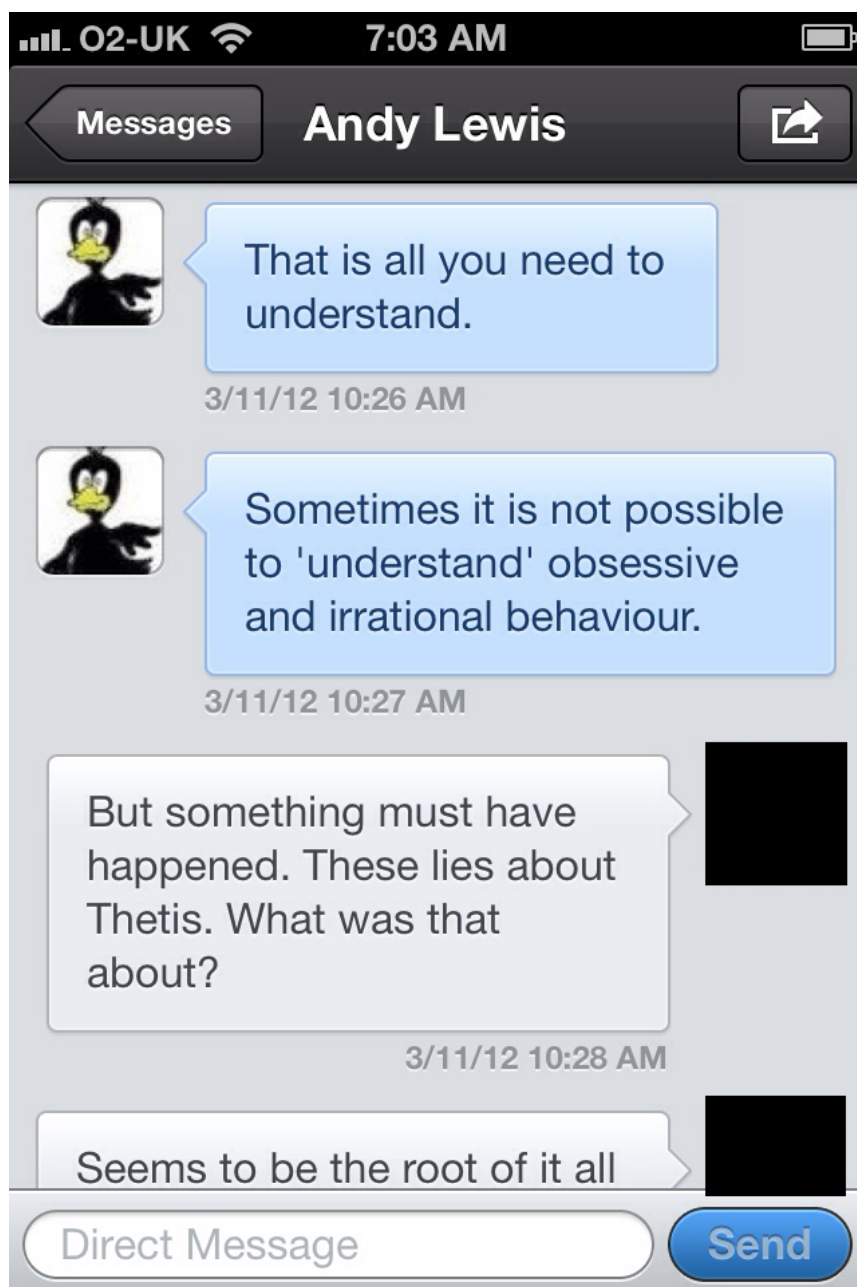 O2-UK 7:03 AM
Messages Andy Lewis
That is all you need to
understand.
3/11/12 10:26 AM
Sometimes it is not possible
to 'understand' obsessive
and irrational behaviour.
3/11/12 10:27 AM
But something must have
happened. These lies about
Thetis. What was that
about?
3/11/12 10:28 AM
Seems to be the root of it all
Direct Message Send